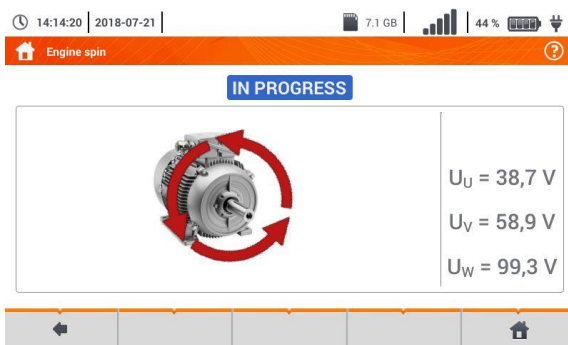 14:14:20 2018-07-21 7.1 GB 44 %
Engine spin ?
IN PROGRESS
UU = 38,7 V
UV = 58,9 V
UW = 99,3 V